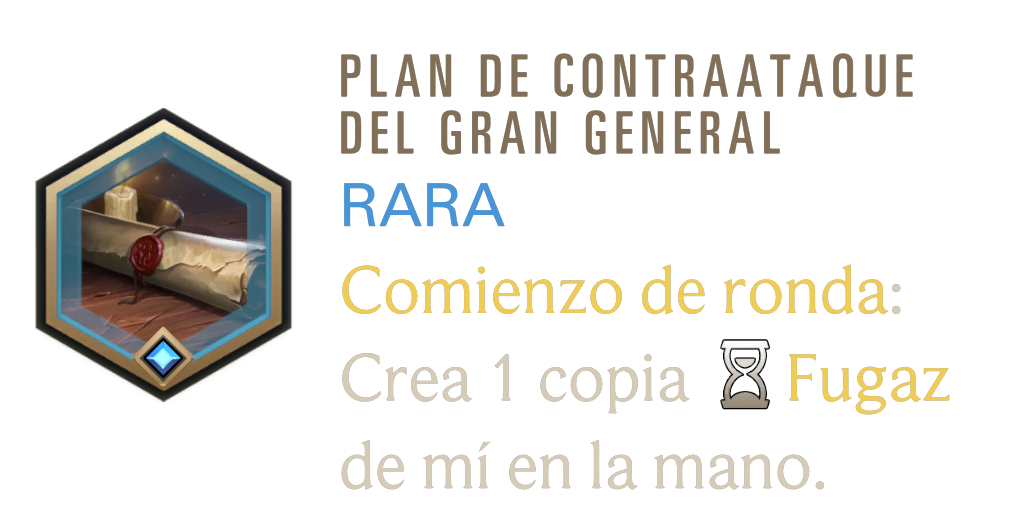 PLAN DE CONTRAATAQUE
DEL GRAN GENERAL
RARA
Comienzo de ronda:
Crea 1 copia Fugaz
de mí en la mano.